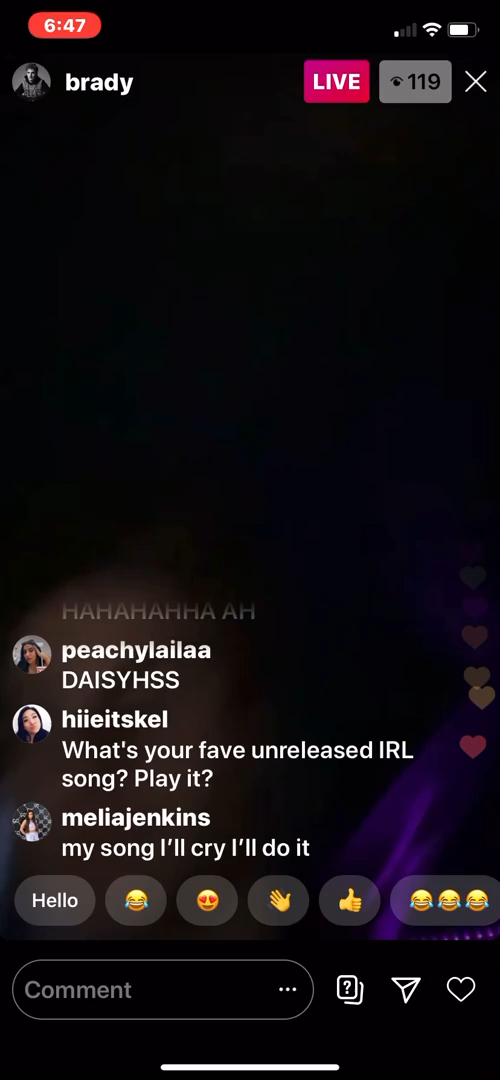 6:47
brady
LIVE
119
HAHAHAHHA AH
peachylailaa
DAISYHSS
hiieitskel
What's your fave unreleased IRL
song? Play it?
meliajenkins
my song I’ll cry I’ll do it
Hello
Comment